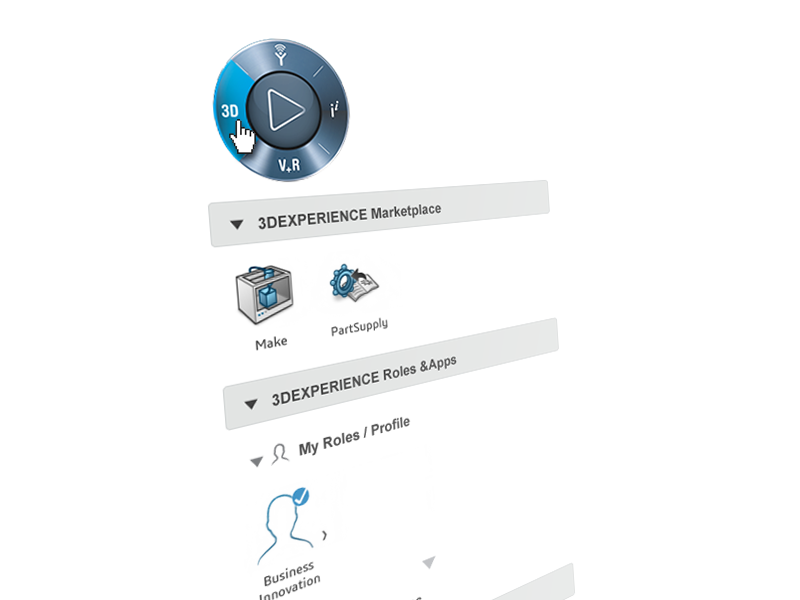 3D
i i
V+R
3DEXPERIENCE Marketplace
Make
PartSupply
3DEXPERIENCE Roles &Apps
My Roles / Profile
Business
Innovation